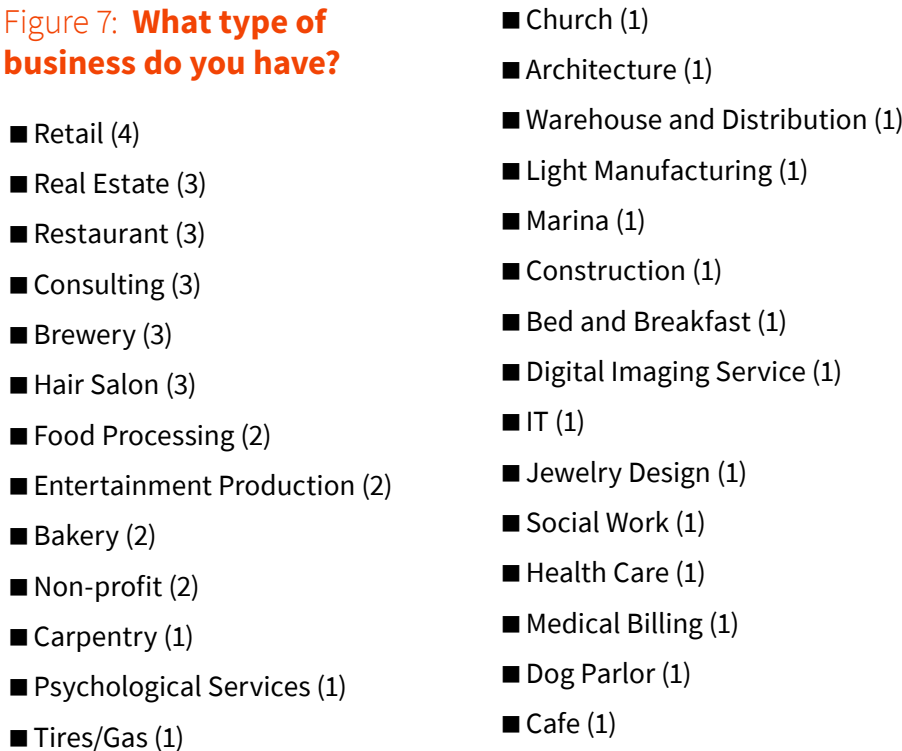 Figure 7: What type of
business do you have?
■ Retail (4)
■ Real Estate (3)
■ Restaurant (3)
■ Consulting (3)
■ Brewery (3)
■ Hair Salon (3)
■ Food Processing (2)
■ Entertainment Production (2)
■ Bakery (2)
■ Non-profit (2)
■ Carpentry (1)
■ Psychological Services (1)
■ Tires/Gas (1)
■ Church (1)
■ Architecture (1)
■ Warehouse and Distribution (1)
■ Light Manufacturing (1)
■ Marina (1)
■ Construction (1)
■ Bed and Breakfast (1)
■ Digital Imaging Service (1)
■ IT (1)
■ Jewelry Design (1)
■ Social Work (1)
■ Health Care (1)
■ Medical Billing (1)
■ Dog Parlor (1)
■ Cafe (1)